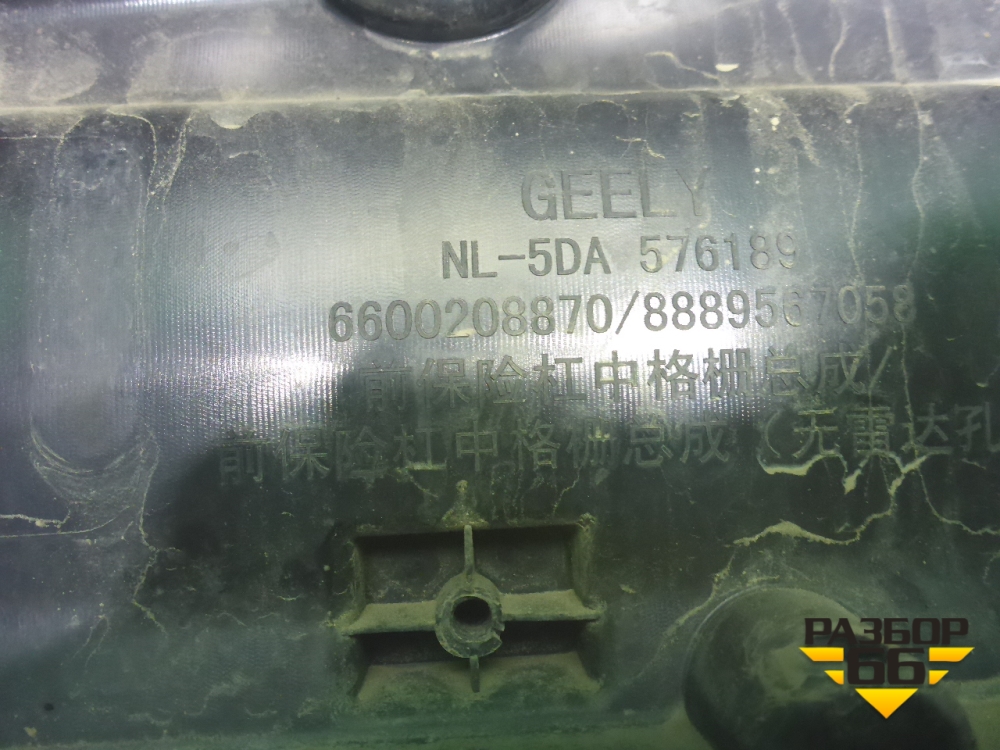 GEELY
NL-5DA 576189
6600208870/8889567058
前保险杠中格栅总成/
前保险杠中格栅总成（无雷达孔
РАЗБОР
66